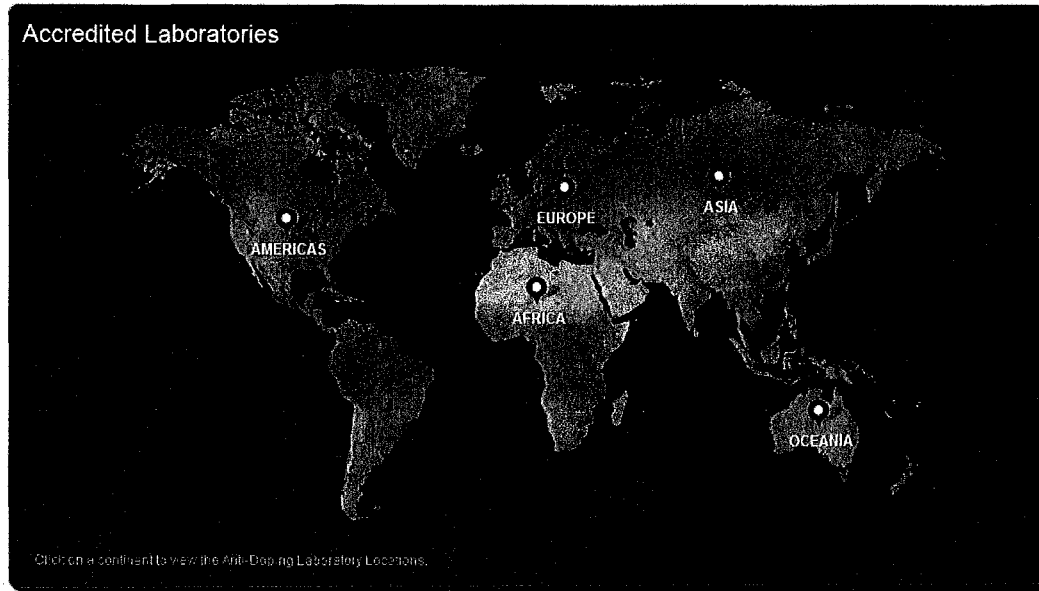 Accredited Laboratories
EUROPE
ASIA
AMERICAS
AFRICA
OCEANIA
Click on a continent to view the Anti-Doping Laboratory Locations.